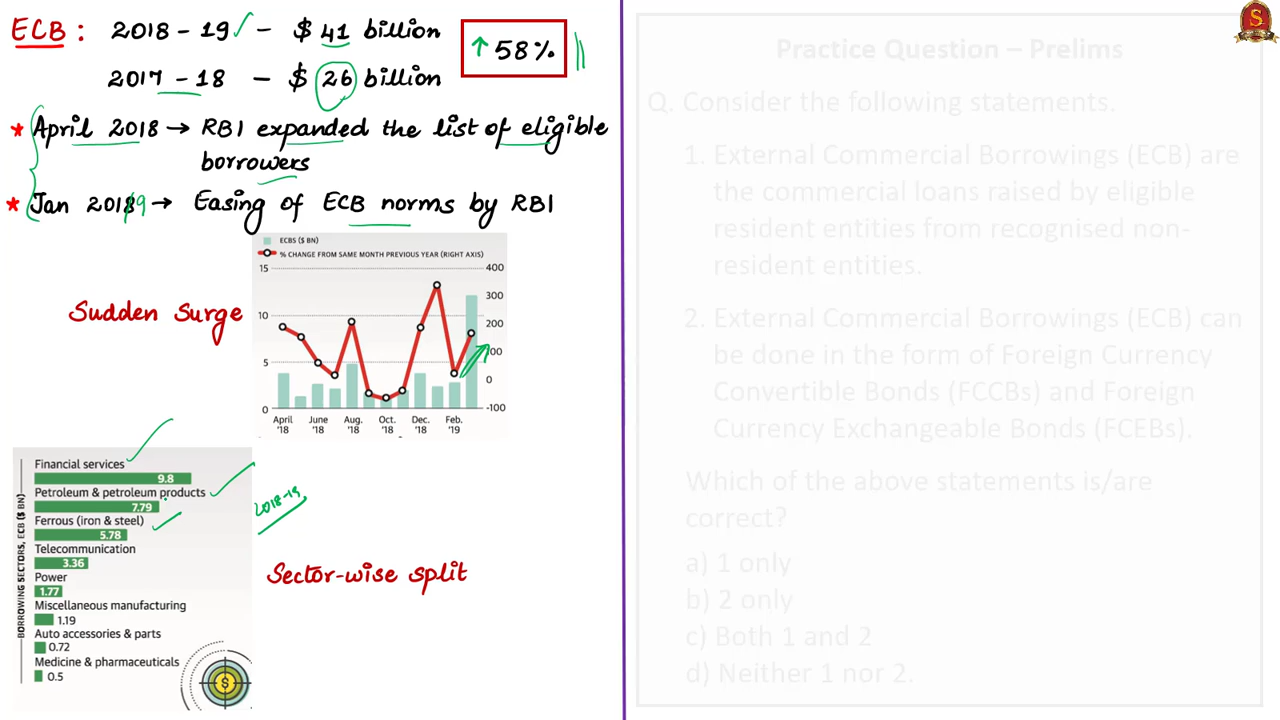 ECB : 2018 - 19 ✓ - $ 41 billion
2017 - 18 - $ 26 billion
↑ 58%
* April 2018 → RBI expanded the list of eligible
borrowers
* Jan 2019 → Easing of ECB norms by RBI
ECBS ($ BN)
% CHANGE FROM SAME MONTH PREVIOUS YEAR (RIGHT AXIS)
15 400
300
10 200
100
5 0
0 -100
April '18 June '18 Aug. '18 Oct. '18 Dec. '18 Feb. '19
Sudden Surge
BORROWING SECTORS, ECB ($ BN)
Financial services
9.8
Petroleum & petroleum products
7.79
Ferrous (iron & steel)
5.78
Telecommunication
3.36
Power
1.77
Miscellaneous manufacturing
1.19
Auto accessories & parts
0.72
Medicine & pharmaceuticals
0.5
$
2018-19
Sector-wise split
Practice Question – Prelims
Q. Consider the following statements.
1. External Commercial Borrowings (ECB) are
the commercial loans raised by eligible
resident entities from recognised non-
resident entities.
2. External Commercial Borrowings (ECB) can
be done in the form of Foreign Currency
Convertible Bonds (FCCBs) and Foreign
Currency Exchangeable Bonds (FCEBs).
Which of the above statements is/are
correct?
a) 1 only
b) 2 only
c) Both 1 and 2
d) Neither 1 nor 2.